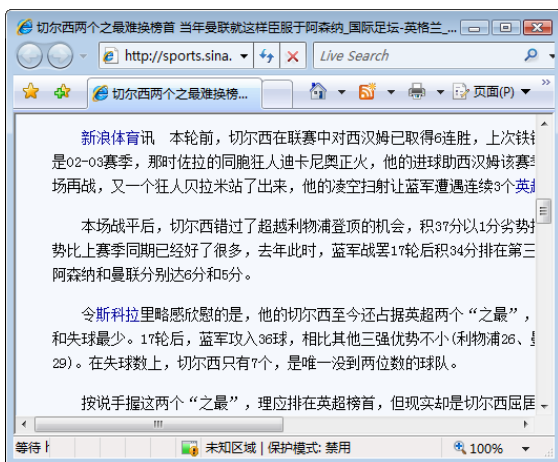 切尔西两个之最难换榜首 当年曼联就这样臣服于阿森纳_国际足坛-英格兰_...
http://sports.sina. Live Search
切尔西两个之最难换榜... 页面(P) »
新浪体育讯 本轮前，切尔西在联赛中对西汉姆已取得6连胜，上次铁
是02-03赛季，那时佐拉的同胞狂人迪卡尼奥正火，他的进球助西汉姆该赛
场再战，又一个狂人贝拉米站了出来，他的凌空扫射让蓝军遭遇连续3个英
本场战平后，切尔西错过了超越利物浦登顶的机会，积37分以1分劣势
势比上赛季同期已经好了很多，去年此时，蓝军战罢17轮后积34分排在第三
阿森纳和曼联分别达6分和5分。
令斯科拉里略感欣慰的是，他的切尔西至今还占据英超两个“之最”，
和失球最少。17轮后，蓝军攻入36球，相比其他三强优势不小(利物浦26、
29)。在失球数上，切尔西只有7个，是唯一没到两位数的球队。
按说手握这两个“之最”，理应排在英超榜首，但现实却是切尔西屈居
等待 未知区域 | 保护模式: 禁用 100%